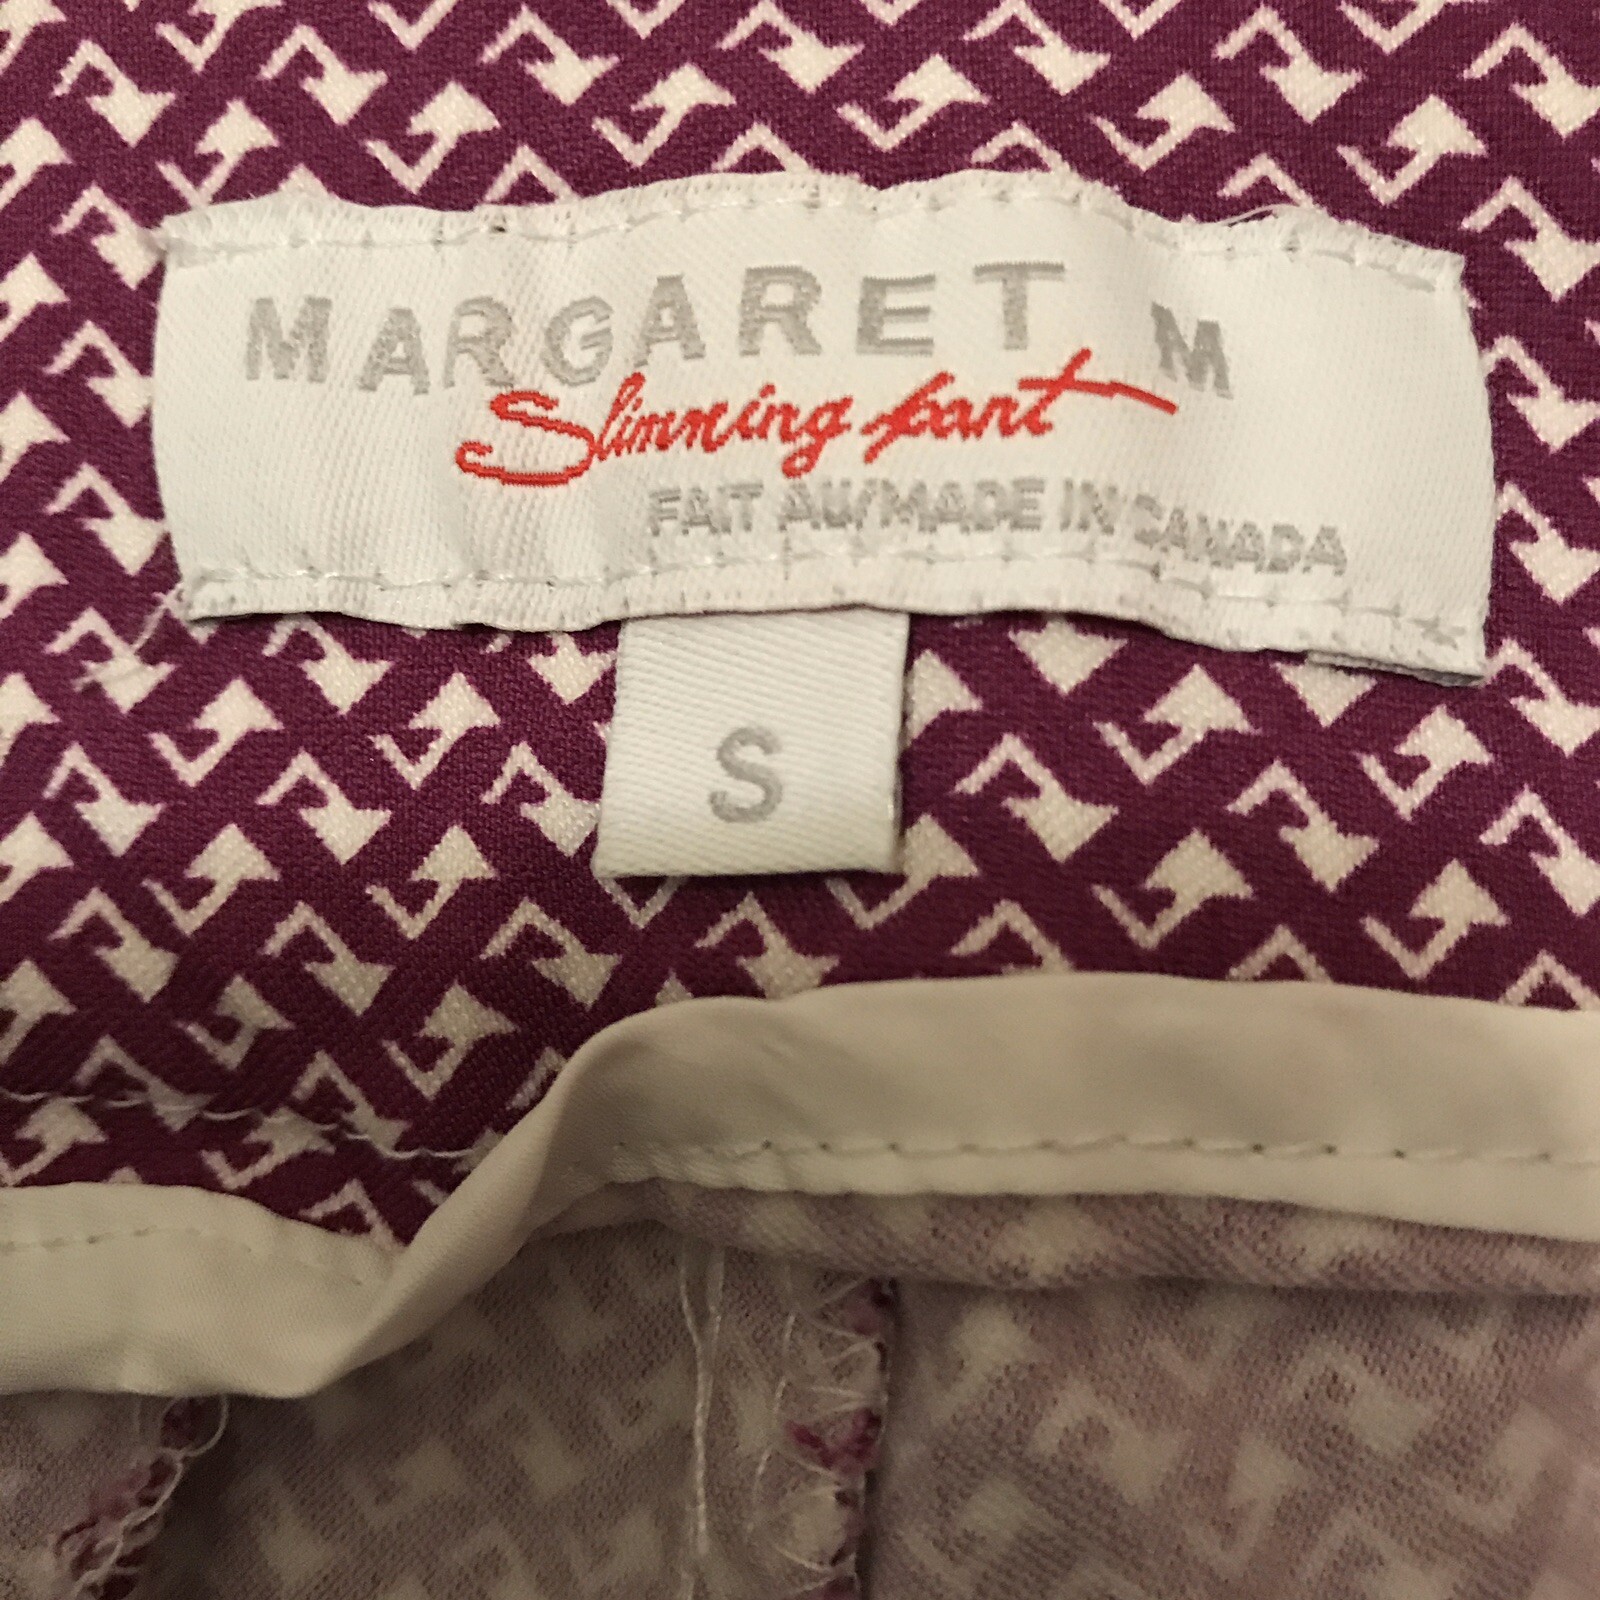 MARGARET M
Slimming pant
FAIT AU/MADE IN CANADA
S